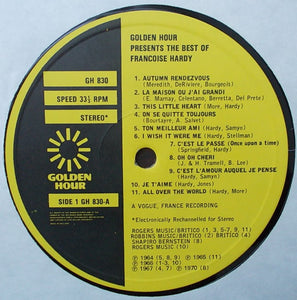 GOLDEN HOUR
PRESENTS THE BEST OF
FRANCOISE HARDY
GH 830
SPEED 33⅓ RPM
STEREO*
GOLDEN
HOUR
SIDE 1 GH 830-A
1 AUTUMN RENDEZVOUS
(Meredith, DeRiviere, Bourgeois)
2 LA MAISON OU J'AI GRANDI
(E. Marnay, Celentano, Berretta, Del Prete)
3 THIS LITTLE HEART (More, Hardy)
4 ON SE QUITTE TOUJOURS
(Bourtayre, A. Salvet)
5 TON MEILLEUR AMI (Hardy, Samyn)
6 I WISH IT WERE ME (Hardy, Stellman)
7 C'EST LE PASSE (Once upon a time)
(Springfield, Hardy)
8 OH OH CHERI
(J. & H. Tramell, B. Lee)
9 C'EST L'AMOUR AUQUEL JE PENSE
(Hardy, Samyn)
10 JE T'AIME (Hardy, Jones)
11 ALL OVER THE WORLD (Hardy, More)
A VOGUE, FRANCE RECORDING
*Electronically Rechannelled for Stereo
ROGERS MUSIC/BRITICO (1, 3, 5, 7, 9, 11)
ROBBINS MUSIC/BRITICO (2) BRITICO (4)
SHAPIRO BERNSTEIN (8)
ROGERS MUSIC (10)
℗ 1964 (5, 8, 9) ℗ 1965 (11)
℗ 1966 (1-3, 10)
℗ 1967 (4, 7) ℗ 1970 (6)